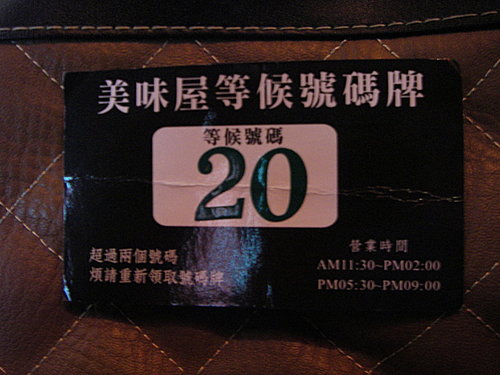 美味屋等候號碼牌
等候號碼
20
超過兩個號碼
煩請重新領取號碼牌
營業時間
AM11:30~PM02:00
PM05:30~PM09:00